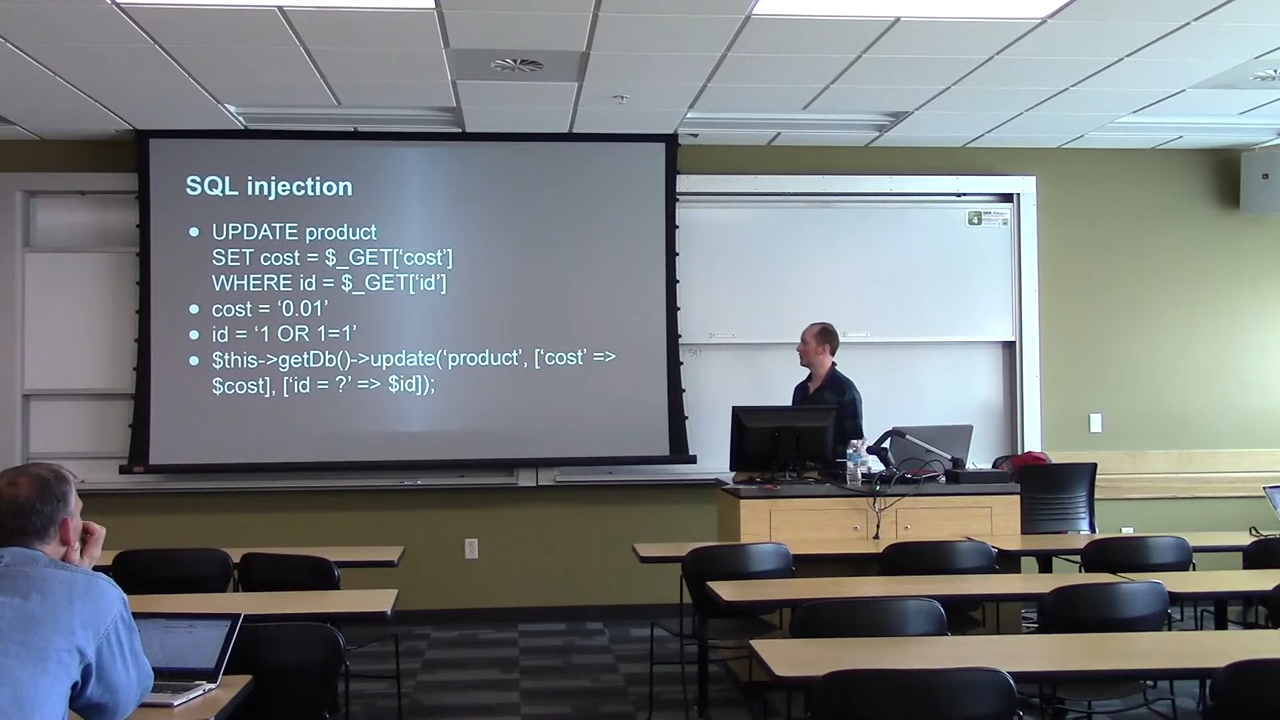 SQL injection
● UPDATE product
SET cost = $_GET[‘cost’]
WHERE id = $_GET[‘id’]
● cost = ‘0.01’
● id = ‘1 OR 1=1’
● $this->getDb()->update(‘product’, [‘cost’ =>
$cost], [‘id = ?’ => $id]);
4